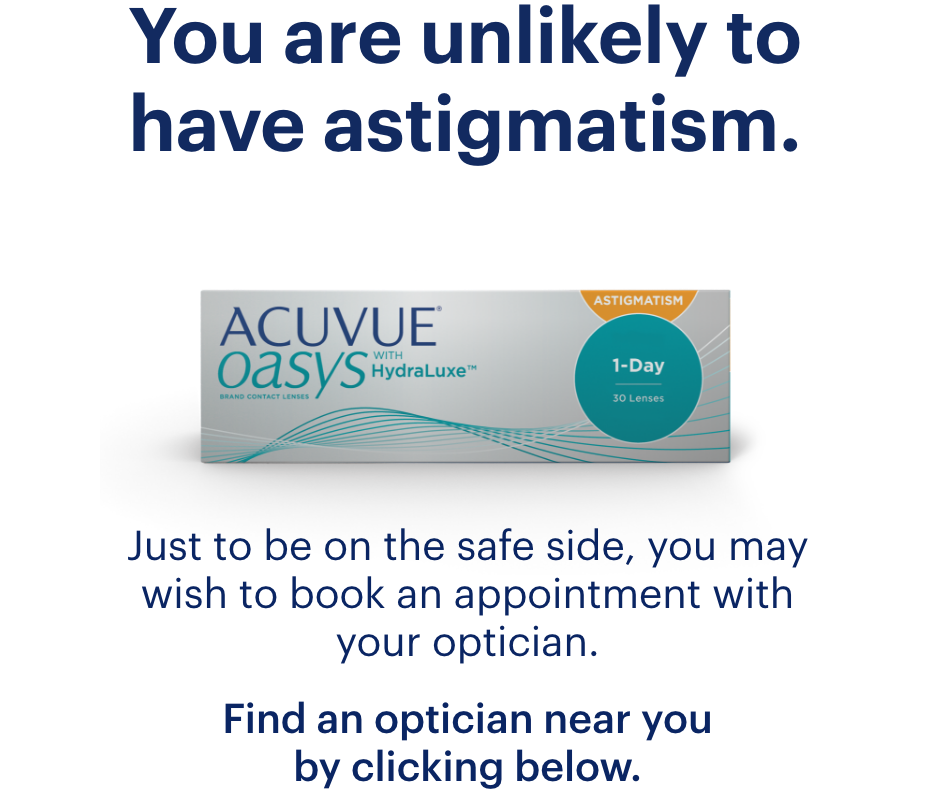 You are unlikely to
have astigmatism.
ASTIGMATISM
ACUVUE®
oasys WITH HydraLuxe™
BRAND CONTACT LENSES
1-Day
30 Lenses
Just to be on the safe side, you may
wish to book an appointment with
your optician.
Find an optician near you
by clicking below.